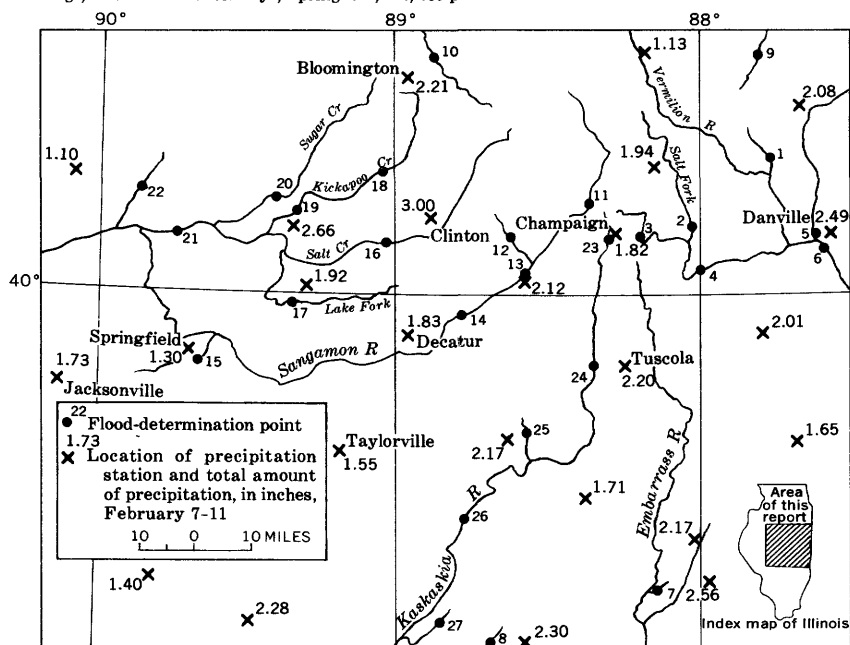 90°
89°
88°
10
Bloomington
2.21
1.13
9
Vermilion R
2.08
Sugar Cr
1.10
22
20
Kickapoo Cr
18
19
1.94
Salt Fork
1
3.00
11
Champaign
2
Danville
2.49
21
2.66
Clinton
Salt Cr
16
12
23
1.82
3
5
6
40°
1.92
13
2.12
4
17
Lake Fork
Springfield
1.30
15
1.83
Decatur
14
Sangamon R
2.01
1.73
Jacksonville
24
Tuscola
2.20
22
Flood-determination point
1.73
Location of precipitation
station and total amount
of precipitation, in inches,
February 7-11
10 0 10 MILES
Taylorville
1.55
2.17
25
1.65
1.71
Embarrass R
Kaskaskia R
26
2.17
Area
of this
report
1.40
2.28
7
2.56
27
8
2.30
Index map of Illinois